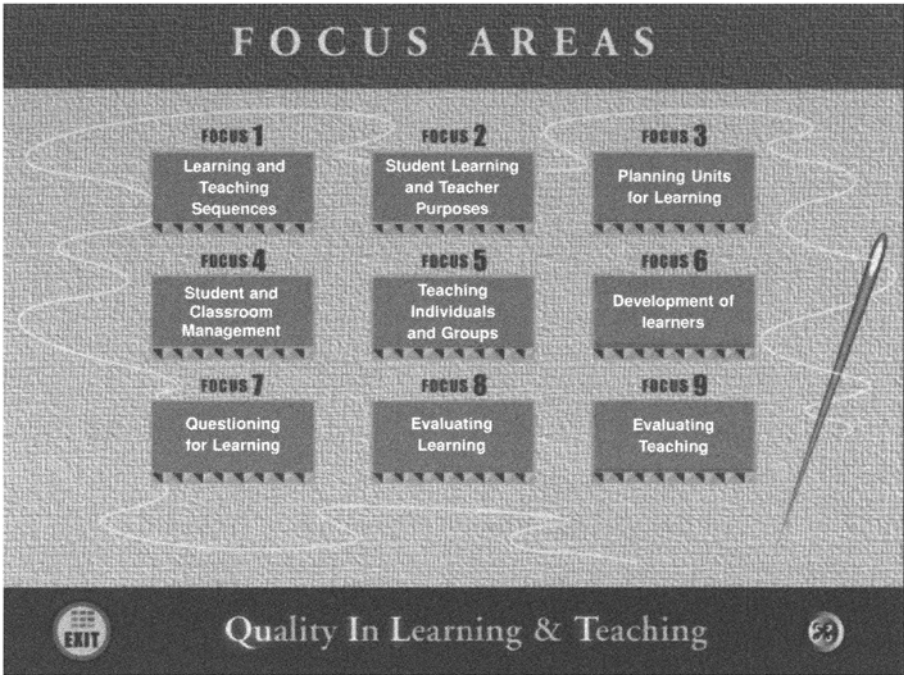 FOCUS AREAS
FOCUS 1
Learning and
Teaching
Sequences
FOCUS 2
Student Learning
and Teacher
Purposes
FOCUS 3
Planning Units
for Learning
FOCUS 4
Student and
Classroom
Management
FOCUS 5
Teaching
Individuals
and Groups
FOCUS 6
Development of
learners
FOCUS 7
Questioning
for Learning
FOCUS 8
Evaluating
Learning
FOCUS 9
Evaluating
Teaching
EXIT
Quality In Learning & Teaching